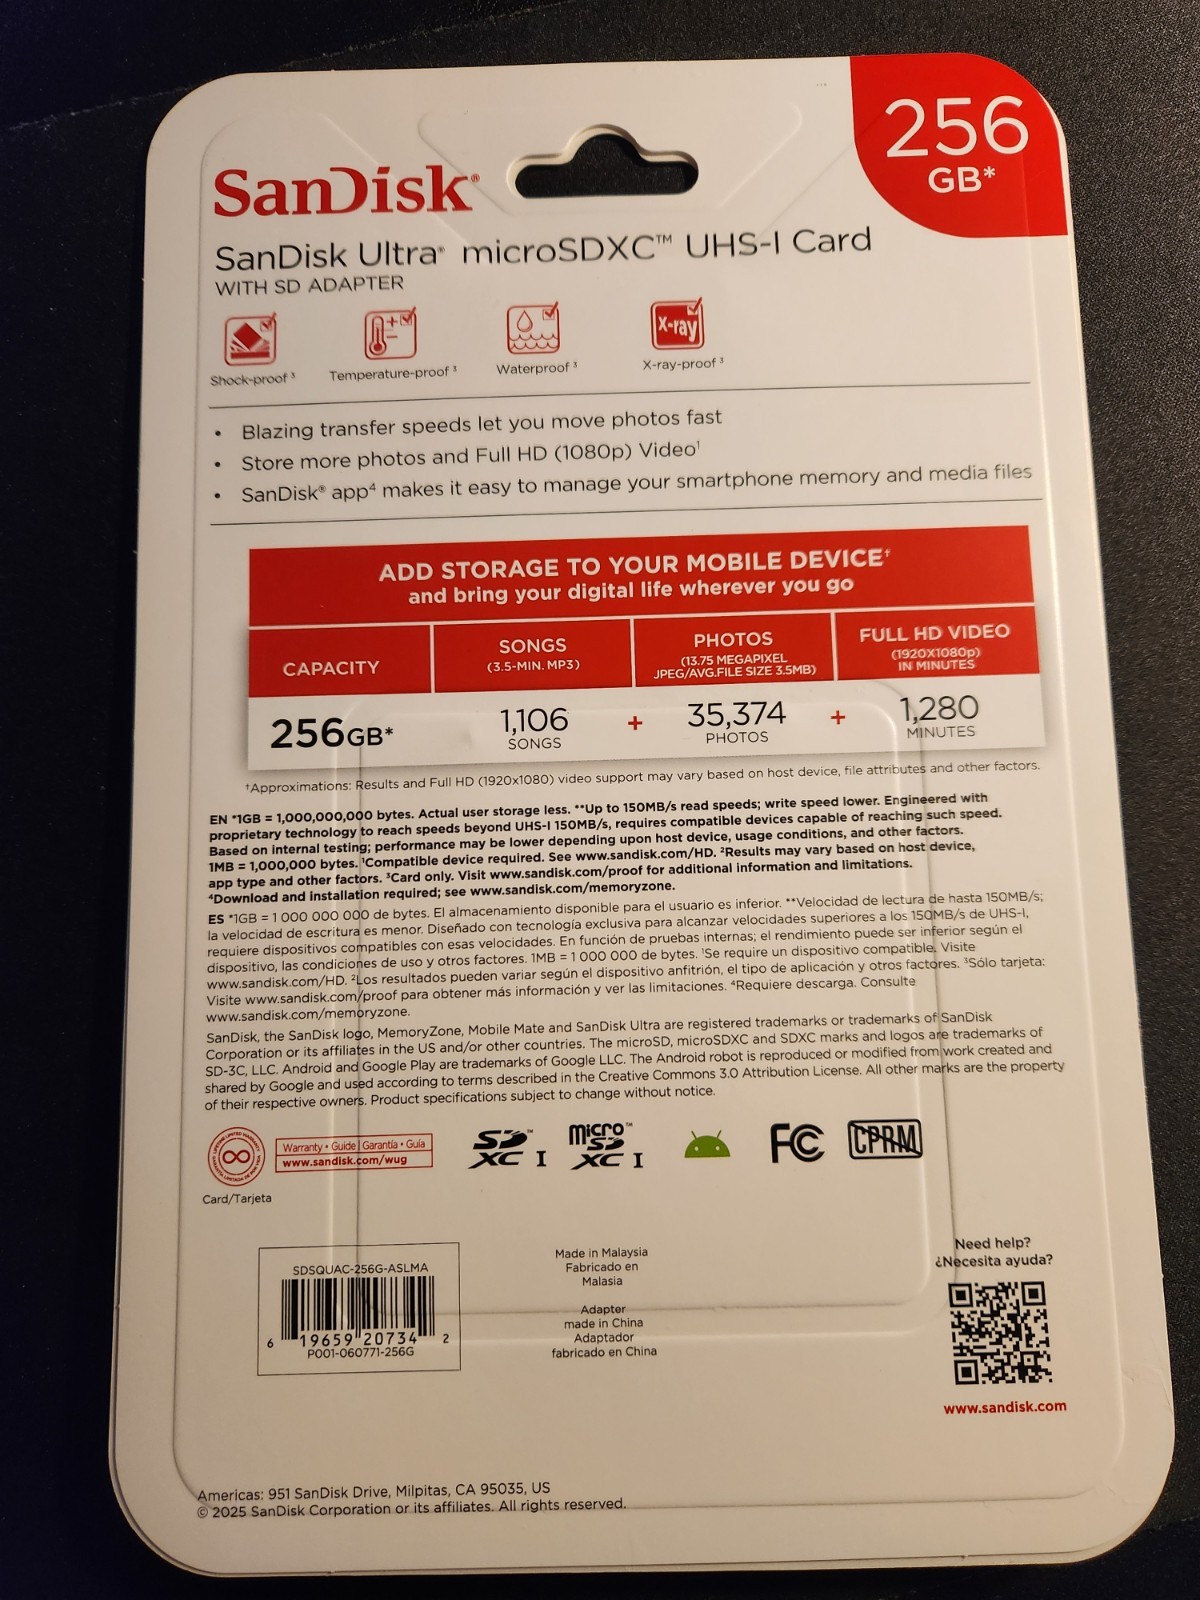 256
GB*
SanDisk®
SanDisk Ultra® microSDXC™ UHS-I Card
WITH SD ADAPTER
X-ray
Shock-proof³ Temperature-proof³ Waterproof³ X-ray-proof³
• Blazing transfer speeds let you move photos fast
• Store more photos and Full HD (1080p) Video¹
• SanDisk® app⁴ makes it easy to manage your smartphone memory and media files
ADD STORAGE TO YOUR MOBILE DEVICE†
and bring your digital life wherever you go
CAPACITY
SONGS
(3.5-MIN. MP3)
PHOTOS
(13.75 MEGAPIXEL
JPEG/AVG.FILE SIZE 3.5MB)
FULL HD VIDEO
(1920X1080p)
IN MINUTES
256GB*
1,106
SONGS
+
35,374
PHOTOS
+
1,280
MINUTES
†Approximations: Results and Full HD (1920x1080) video support may vary based on host device, file attributes and other factors.
EN *1GB = 1,000,000,000 bytes. Actual user storage less. **Up to 150MB/s read speeds; write speed lower. Engineered with
proprietary technology to reach speeds beyond UHS-I 150MB/s, requires compatible devices capable of reaching such speed.
Based on internal testing; performance may be lower depending upon host device, usage conditions, and other factors.
1MB = 1,000,000 bytes. ¹Compatible device required. See www.sandisk.com/HD. ²Results may vary based on host device,
app type and other factors. ³Card only. Visit www.sandisk.com/proof for additional information and limitations.
⁴Download and installation required; see www.sandisk.com/memoryzone.
ES *1GB = 1 000 000 000 de bytes. El almacenamiento disponible para el usuario es inferior. **Velocidad de lectura de hasta 150MB/s;
la velocidad de escritura es menor. Diseñado con tecnología exclusiva para alcanzar velocidades superiores a los 150MB/s de UHS-I,
requiere dispositivos compatibles con esas velocidades. En función de pruebas internas; el rendimiento puede ser inferior según el
dispositivo, las condiciones de uso y otros factores. 1MB = 1 000 000 de bytes. ¹Se require un dispositivo compatible. Visite
www.sandisk.com/HD. ²Los resultados pueden variar según el dispositivo anfitrión, el tipo de aplicación y otros factores. ³Sólo tarjeta:
Visite www.sandisk.com/proof para obtener más información y ver las limitaciones. ⁴Requiere descarga. Consulte
www.sandisk.com/memoryzone.
SanDisk, the SanDisk logo, MemoryZone, Mobile Mate and SanDisk Ultra are registered trademarks or trademarks of SanDisk
Corporation or its affiliates in the US and/or other countries. The microSD, microSDXC and SDXC marks and logos are trademarks of
SD-3C, LLC. Android and Google Play are trademarks of Google LLC. The Android robot is reproduced or modified from work created and
shared by Google and used according to terms described in the Creative Commons 3.0 Attribution License. All other marks are the property
of their respective owners. Product specifications subject to change without notice.
Warranty • Guide | Garantía • Guía
www.sandisk.com/wug
SD™ XC I
micro™ SD XC I
FC
CPRM
Card/Tarjeta
SDSQUAC-256G-ASLMA
6 19659 20734 2
P001-060771-256G
Made in Malaysia
Fabricado en
Malasia
Adapter
made in China
Adaptador
fabricado en China
Need help?
¿Necesita ayuda?
www.sandisk.com
Americas: 951 SanDisk Drive, Milpitas, CA 95035, US
© 2025 SanDisk Corporation or its affiliates. All rights reserved.